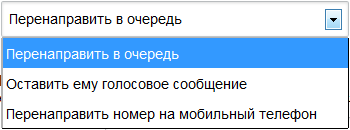 Перенаправить в очередь
Перенаправить в очередь
Оставить ему голосовое сообщение
Перенаправить номер на мобильный телефон